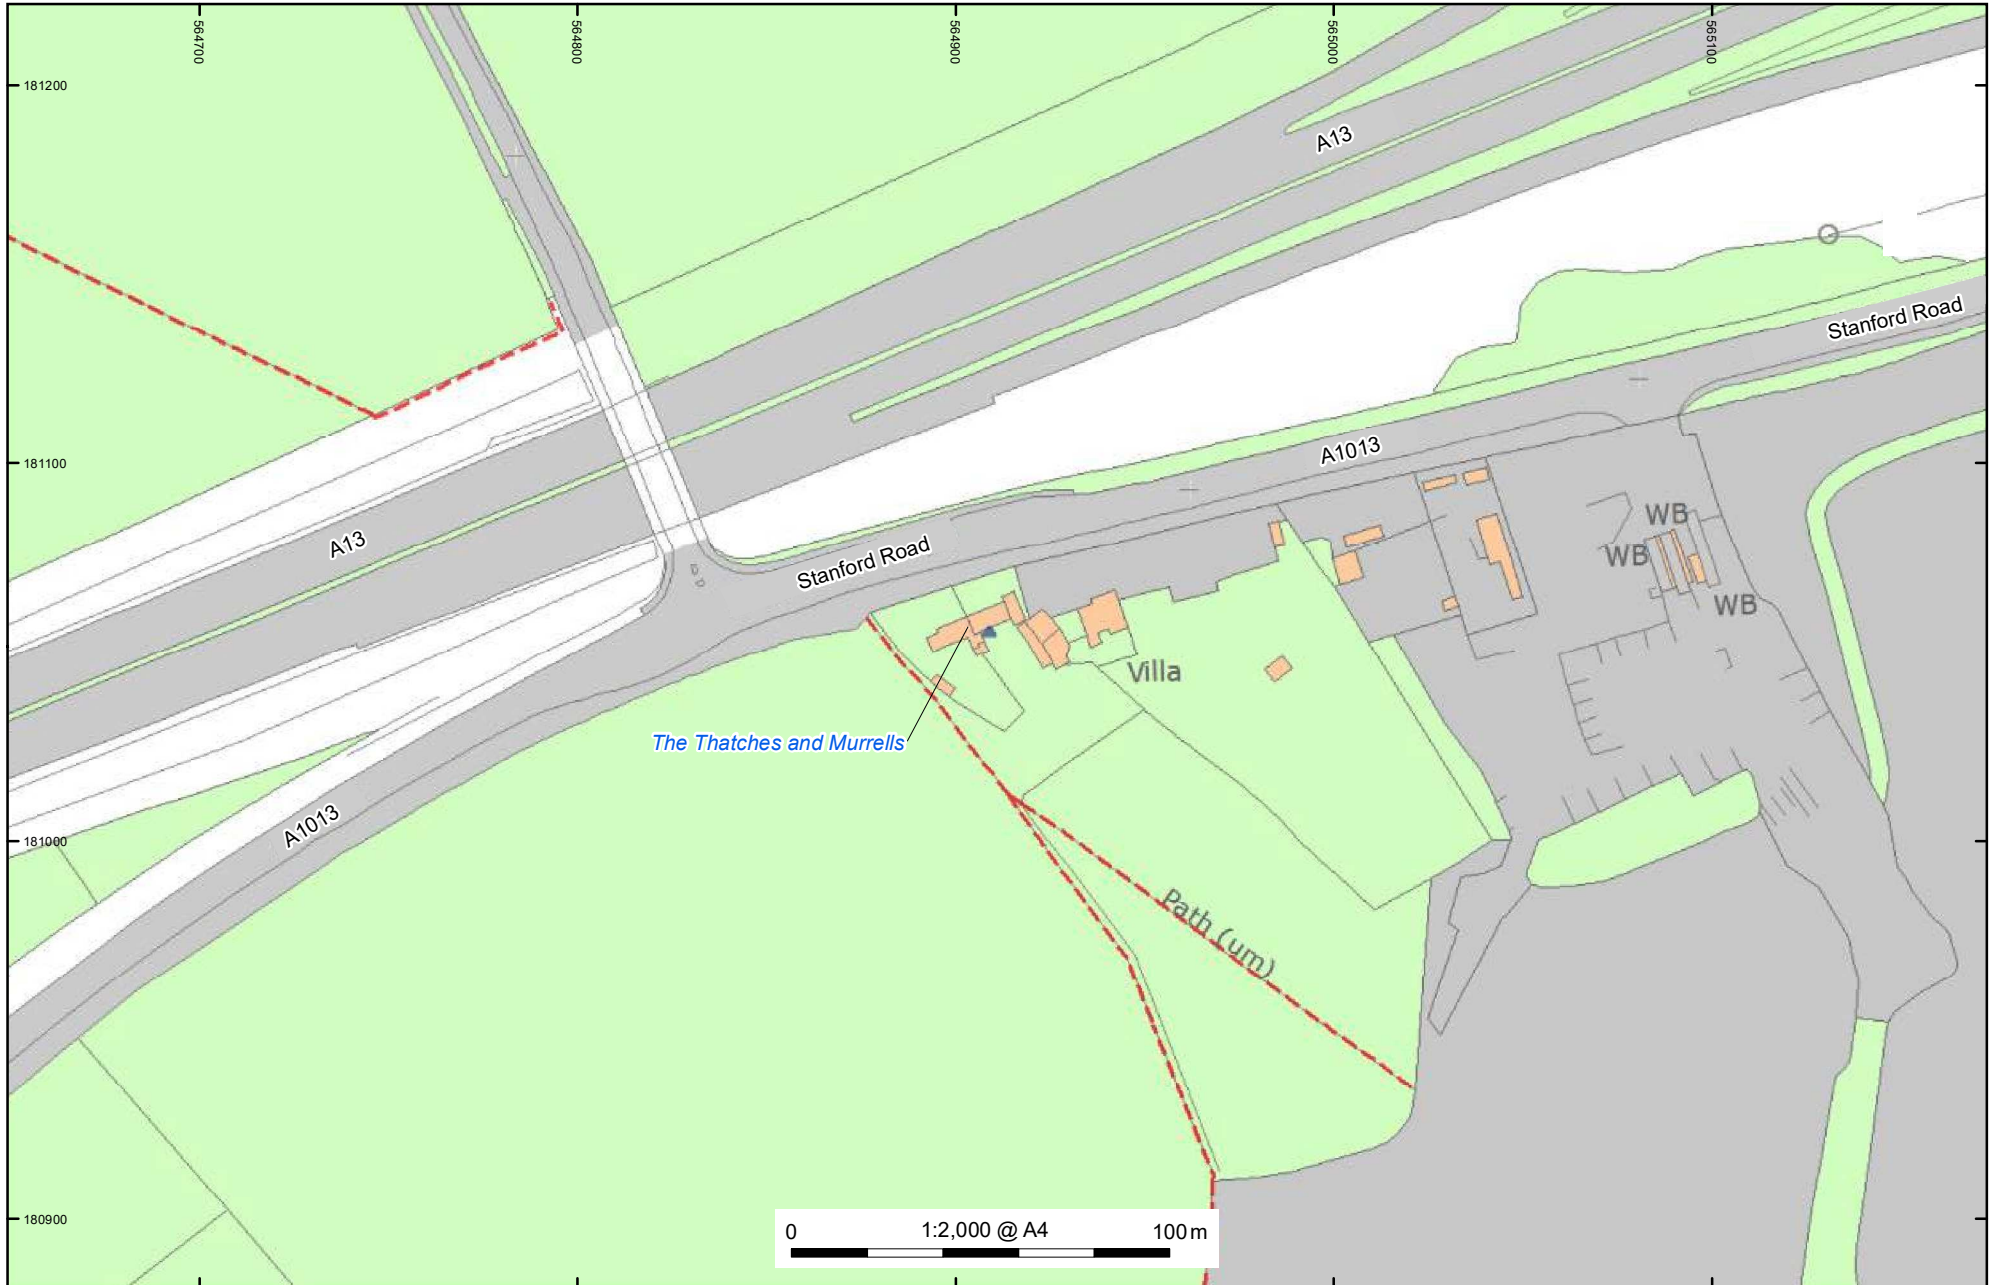 564700
564800
564900
565000
565100
181200
A13
Stanford Road
181100
A1013
WB
A13
WB
Stanford Road
WB
Villa
The Thatches and Murrells
A1013
181000
Path (um)
180900
0 1:2,000 @ A4 100 m